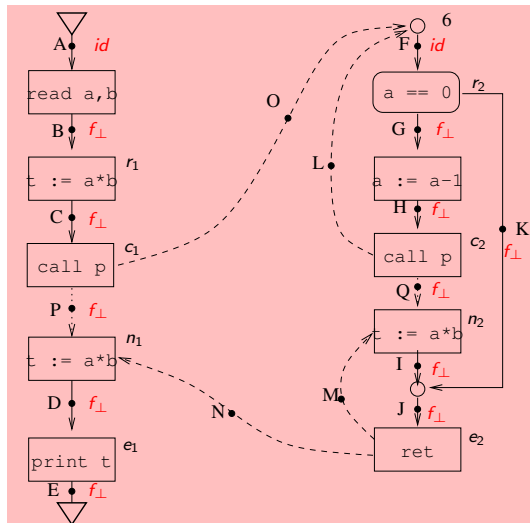 A id
read a,b
B f⊥
r1
t := a*b
C f⊥
c1
call p
P f⊥
n1
t := a*b
D f⊥
e1
print t
E f⊥
O
L
N
M
6
F id
r2
a == 0
G f⊥
K
f⊥
a := a-1
H f⊥
c2
call p
Q f⊥
n2
t := a*b
I f⊥
J f⊥
e2
ret